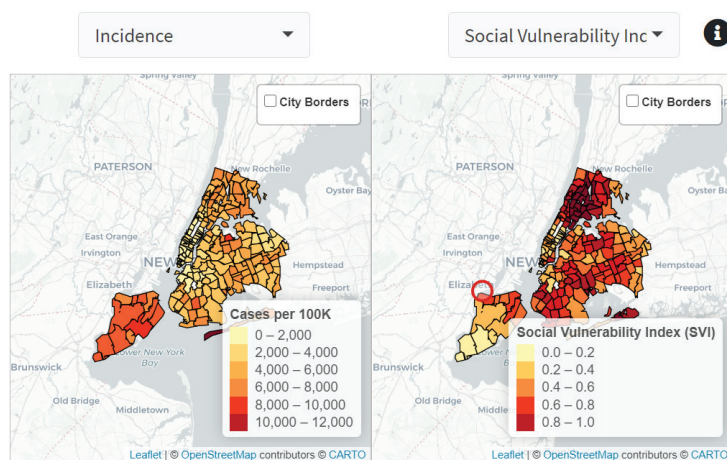 Incidence
Social Vulnerability Inc
City Borders
City Borders
Spring Valley
PATERSON
New Rochelle
New Rochelle
Oyster Bay
Oyster Ba
East Orange
East Orange
Irvington
Irvington
NEW
NEW
Hempstead
Hempstead
Elizabeth
Elizabeth
Freeport
Freeport
Cases per 100K
0 – 2,000
2,000 – 4,000
4,000 – 6,000
6,000 – 8,000
8,000 – 10,000
10,000 – 12,000
Social Vulnerability Index (SVI)
0.0 – 0.2
0.2 – 0.4
0.4 – 0.6
0.6 – 0.8
0.8 – 1.0
Lower New York
Bay
Brunswick
Brunswick
Old Bridge
Middletown
Old Bridge
Middletown
Leaflet | © OpenStreetMap contributors © CARTO
Leaflet | © OpenStreetMap contributors © CARTO